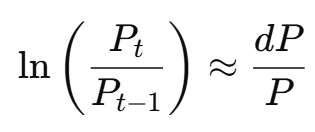 ln(P_t / P_{t−1}) ≈ dP / P